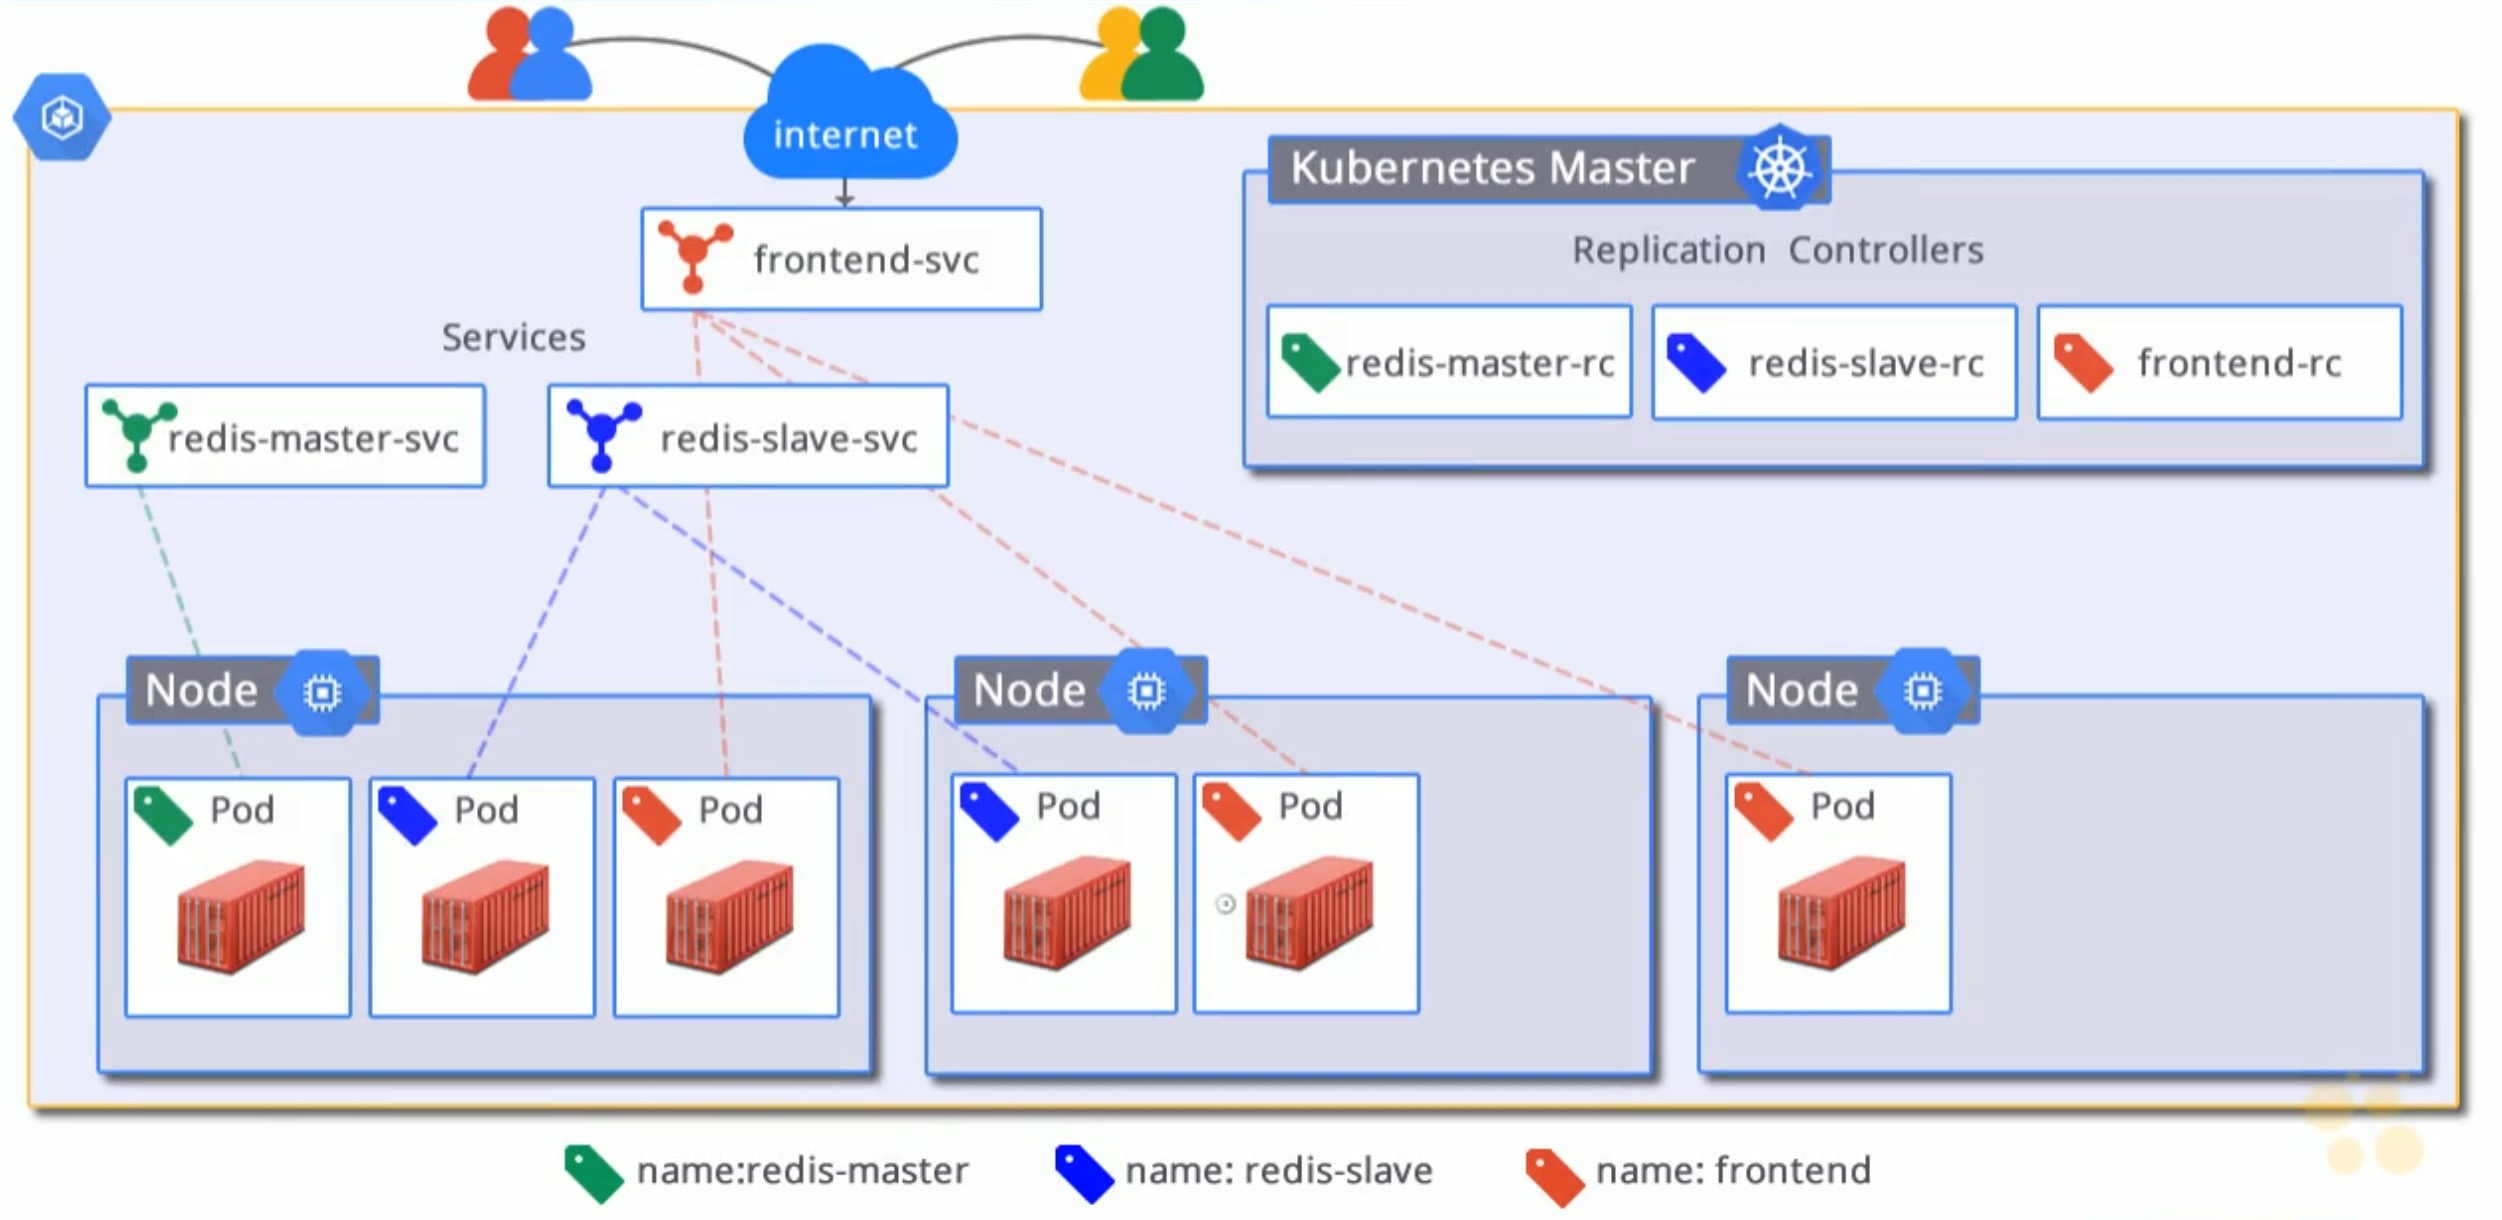 internet
Kubernetes Master
frontend-svc
Replication Controllers
Services
redis-master-rc
redis-slave-rc
frontend-rc
redis-master-svc
redis-slave-svc
Node
Node
Node
Pod
Pod
Pod
Pod
Pod
Pod
name:redis-master
name: redis-slave
name: frontend